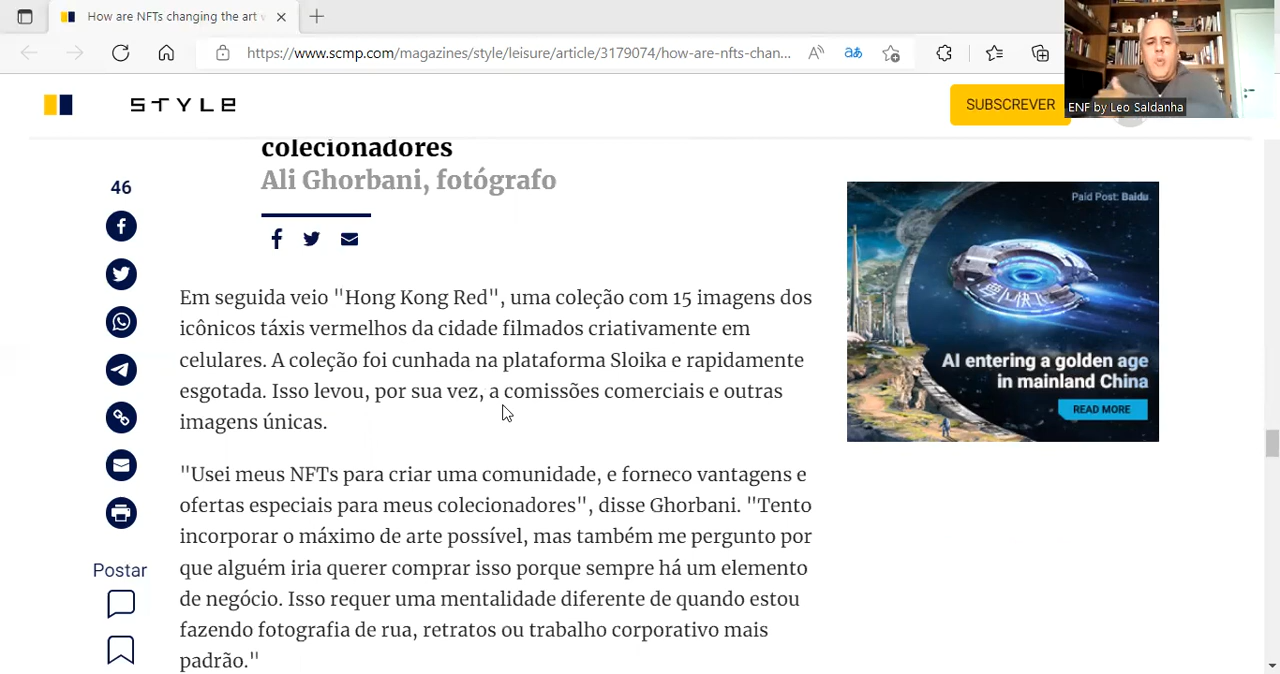 How are NFTs changing the art
https://www.scmp.com/magazines/style/leisure/article/3179074/how-are-nfts-chan...
ENF by Leo Saldanha
STYLE
SUBSCREVER
colecionadores
Ali Ghorbani, fotógrafo
46
Em seguida veio "Hong Kong Red", uma coleção com 15 imagens dos
icônicos táxis vermelhos da cidade filmados criativamente em
celulares. A coleção foi cunhada na plataforma Sloika e rapidamente
esgotada. Isso levou, por sua vez, a comissões comerciais e outras
imagens únicas.
"Usei meus NFTs para criar uma comunidade, e forneco vantagens e
ofertas especiais para meus colecionadores", disse Ghorbani. "Tento
incorporar o máximo de arte possível, mas também me pergunto por
que alguém iria querer comprar isso porque sempre há um elemento
de negócio. Isso requer uma mentalidade diferente de quando estou
fazendo fotografia de rua, retratos ou trabalho corporativo mais
padrão."
Postar
Paid Post: Baidu
AI entering a golden age
in mainland China
READ MORE